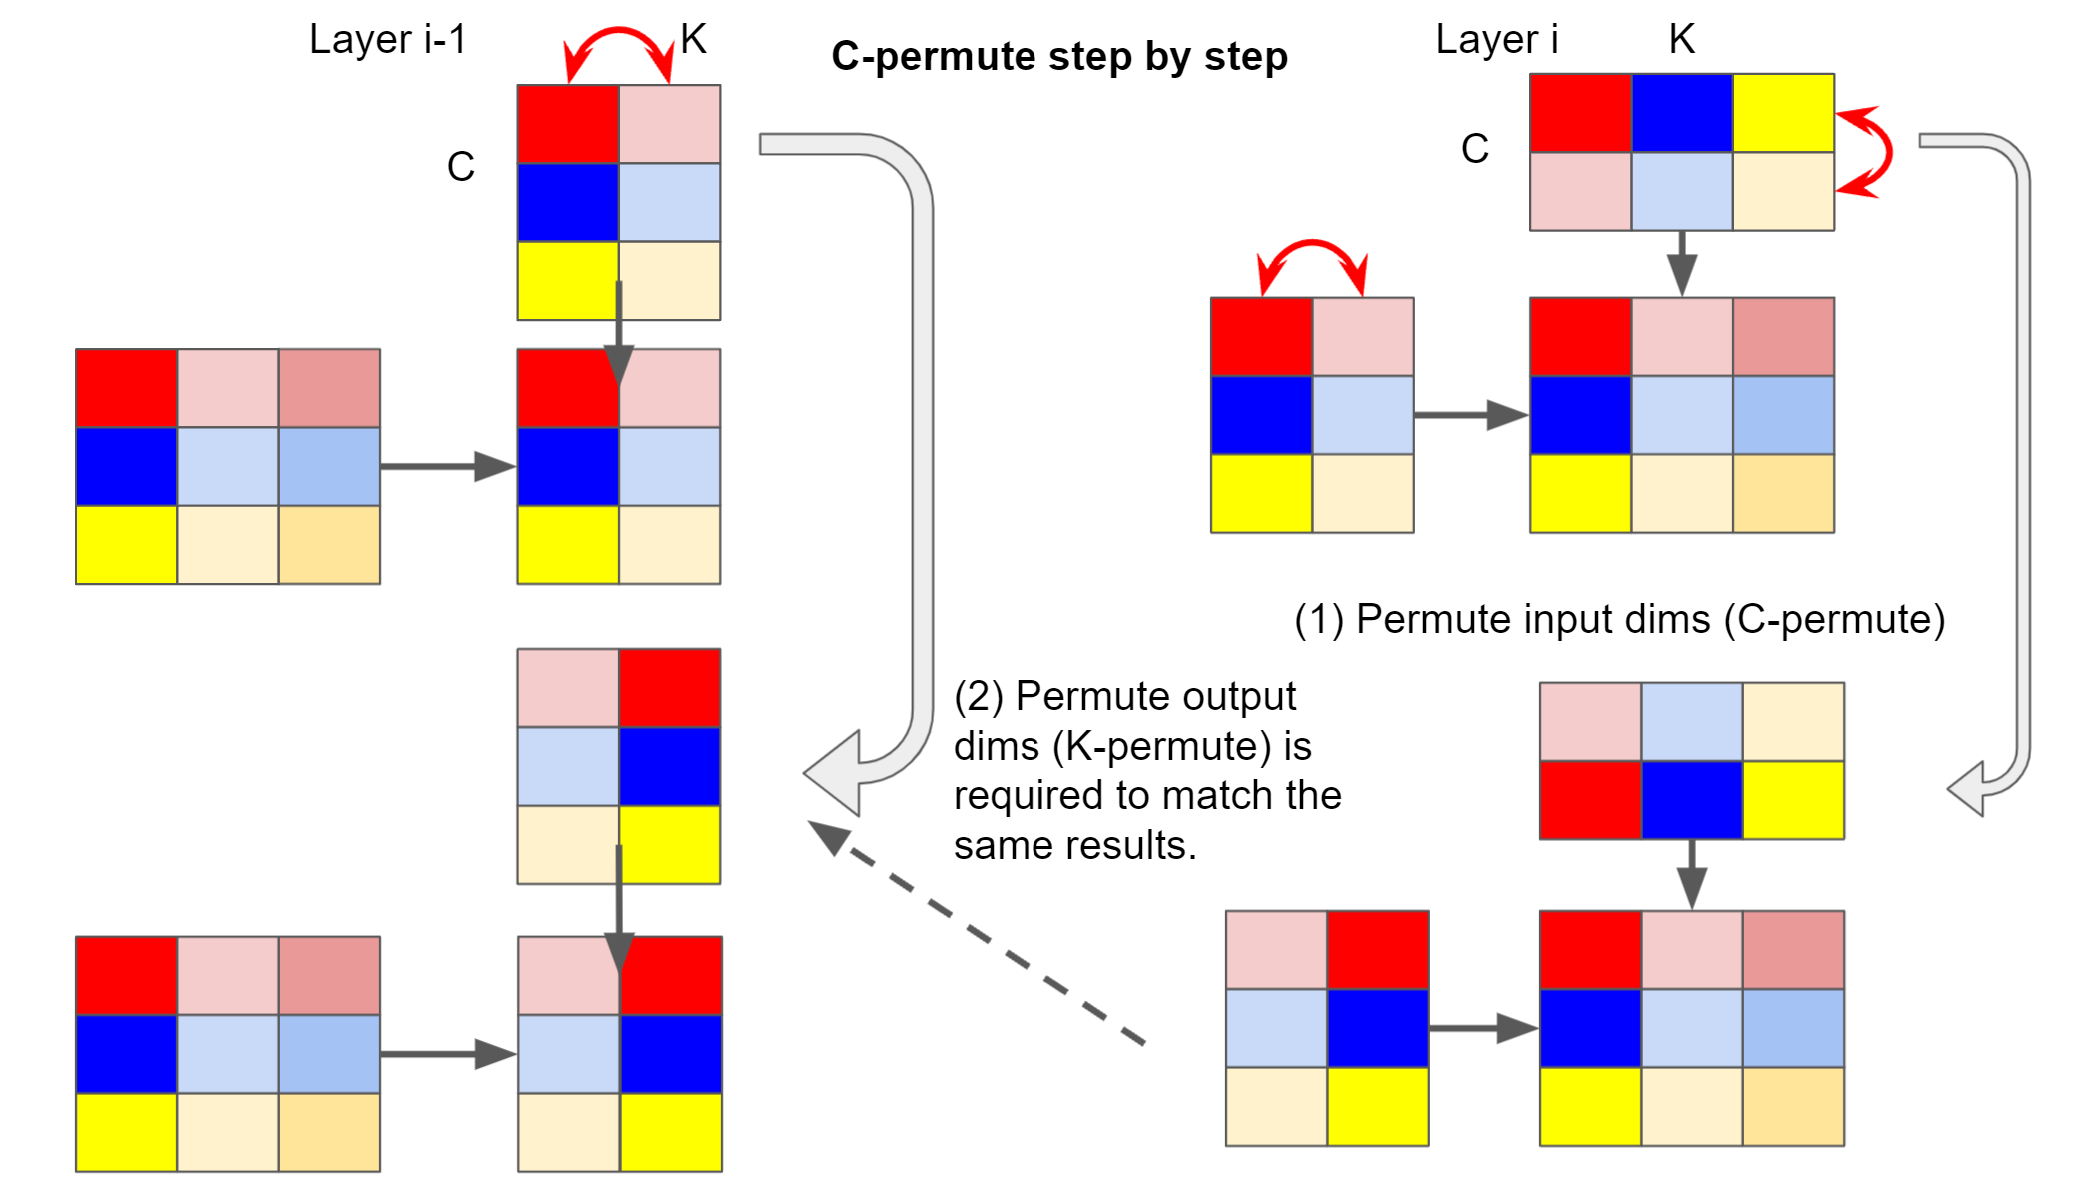 Layer i-1
K
C-permute step by step
Layer i
K
C
C
(1) Permute input dims (C-permute)
(2) Permute output
dims (K-permute) is
required to match the
same results.